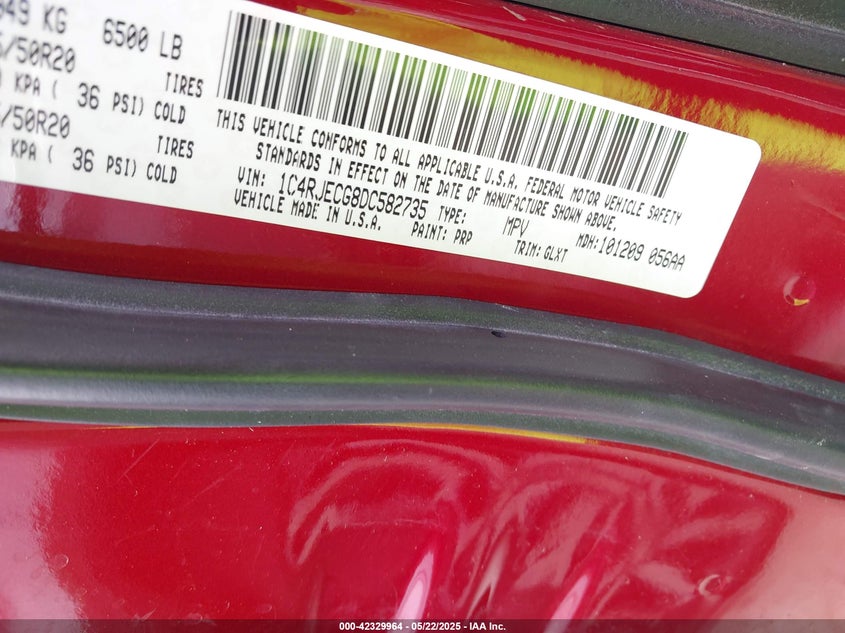 649 KG 6500 LB
/50R20 TIRES
KPA ( 36 PSI) COLD
/50R20 TIRES
KPA ( 36 PSI) COLD
THIS VEHICLE CONFORMS TO ALL APPLICABLE U.S.A. FEDERAL MOTOR VEHICLE SAFETY
STANDARDS IN EFFECT ON THE DATE OF MANUFACTURE SHOWN ABOVE.
VIN: 1C4RJECG8DC582735 TYPE: MPV MDH:101209 056AA
VEHICLE MADE IN U.S.A. PAINT: PRP TRIM: GLXT
000-42329964 - 05/22/2025 - IAA Inc.